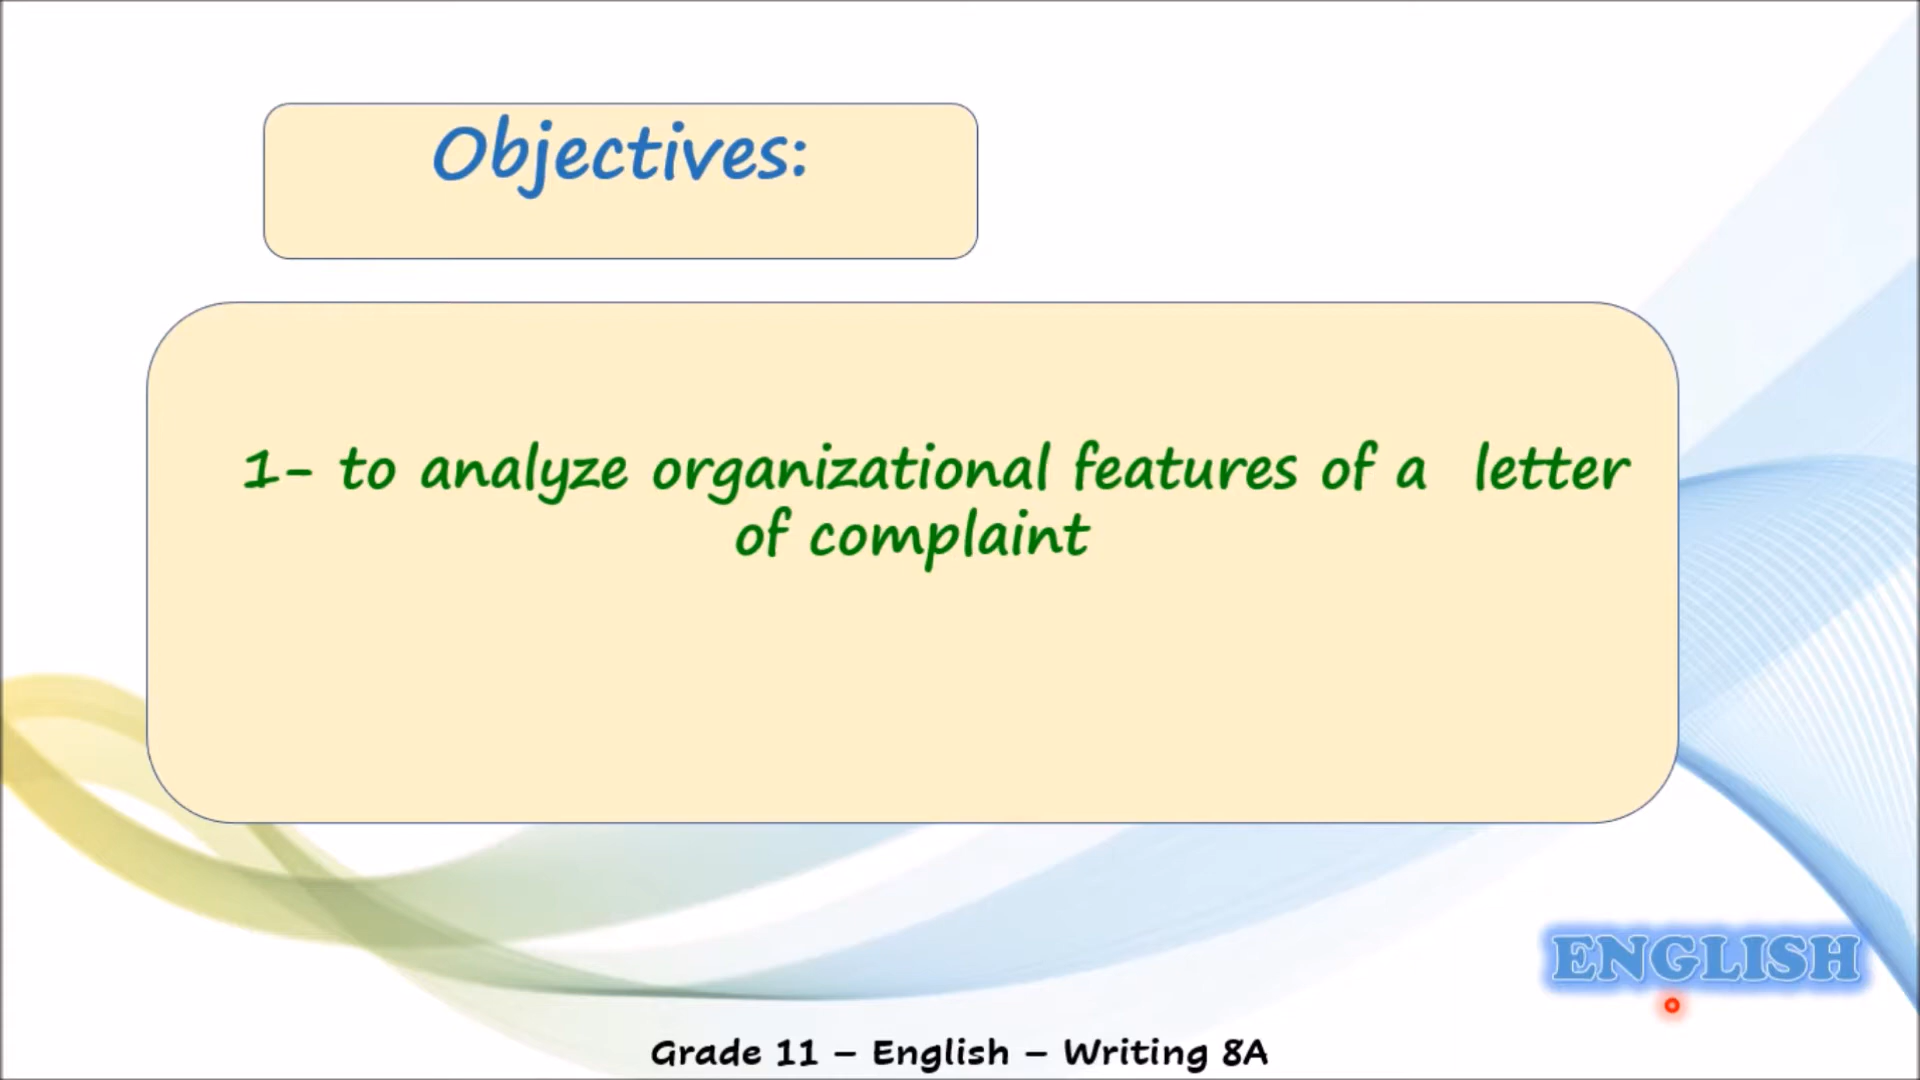 Objectives:
1- to analyze organizational features of a letter
of complaint
ENGLISH
Grade 11 – English – Writing 8A